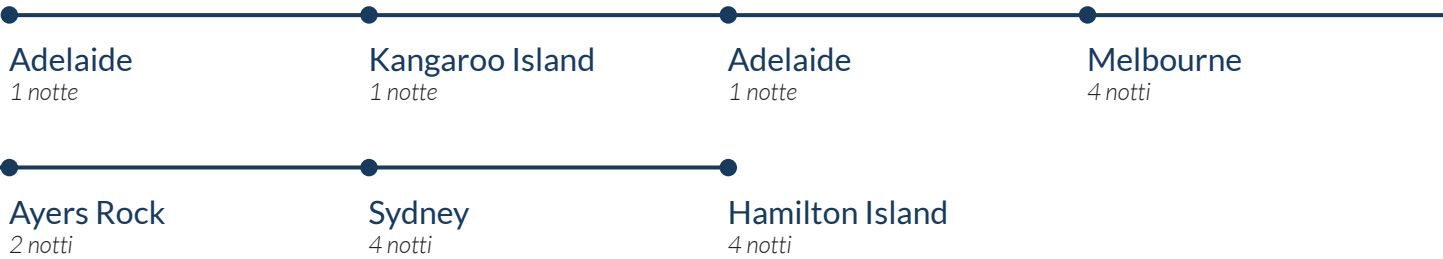 Adelaide
1 notte
Kangaroo Island
1 notte
Adelaide
1 notte
Melbourne
4 notti
Ayers Rock
2 notti
Sydney
4 notti
Hamilton Island
4 notti